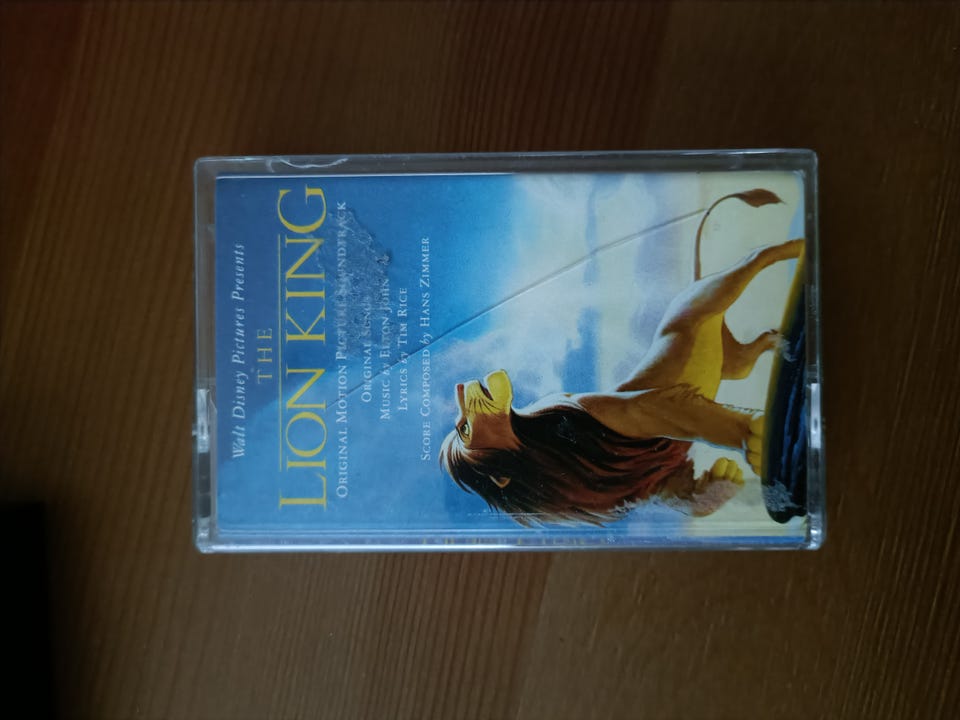 Walt Disney Pictures Presents
THE
LION KING
ORIGINAL MOTION PICTURE SOUNDTRACK
ORIGINAL SONGS
MUSIC by ELTON JOHN
LYRICS by TIM RICE
SCORE COMPOSED by HANS ZIMMER